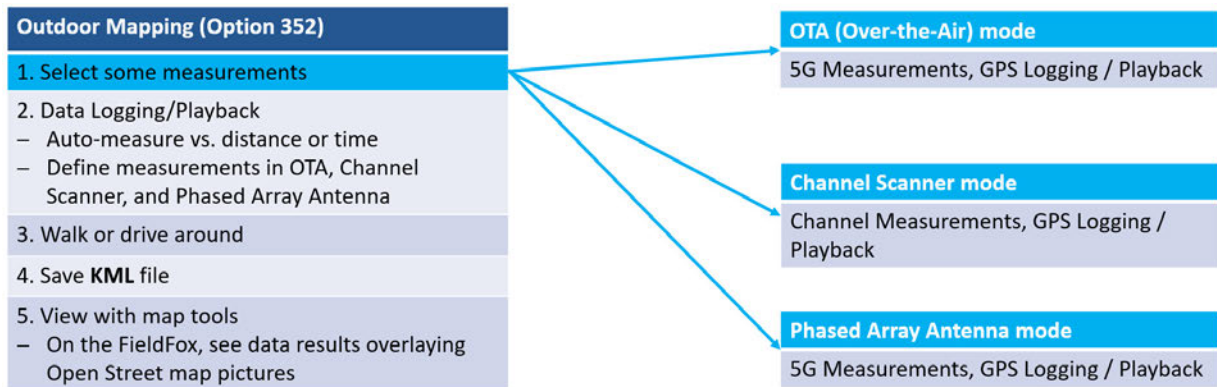 Outdoor Mapping (Option 352)
1. Select some measurements
2. Data Logging/Playback
– Auto-measure vs. distance or time
– Define measurements in OTA, Channel
Scanner, and Phased Array Antenna
3. Walk or drive around
4. Save KML file
5. View with map tools
– On the FieldFox, see data results overlaying
Open Street map pictures
OTA (Over-the-Air) mode
5G Measurements, GPS Logging / Playback
Channel Scanner mode
Channel Measurements, GPS Logging /
Playback
Phased Array Antenna mode
5G Measurements, GPS Logging / Playback